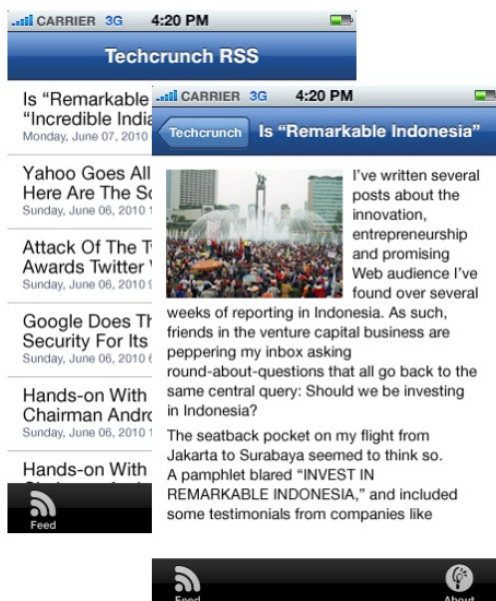 CARRIER 3G 4:20 PM
Techcrunch RSS
Is “Remarkable
“Incredible India
Monday, June 07, 2010
Yahoo Goes All
Here Are The
Sunday, June 06, 2010 1
Attack Of The
Awards Twitter
Sunday, June 06, 2010 9
Google Does
Security For Its
Sunday, June 06, 2010 6
Hands-on With
Chairman Andro
Sunday, June 06, 2010 1
Hands-on With
Feed
CARRIER 3G 4:20 PM
Techcrunch Is “Remarkable Indonesia”
I’ve written several
posts about the
innovation,
entrepreneurship
and promising
Web audience I’ve
found over several
weeks of reporting in Indonesia. As such,
friends in the venture capital business are
peppering my inbox asking
round-about-questions that all go back to the
same central query: Should we be investing
in Indonesia?
The seatback pocket on my flight from
Jakarta to Surabaya seemed to think so.
A pamphlet blared “INVEST IN
REMARKABLE INDONESIA,” and included
some testimonials from companies like
Feed About